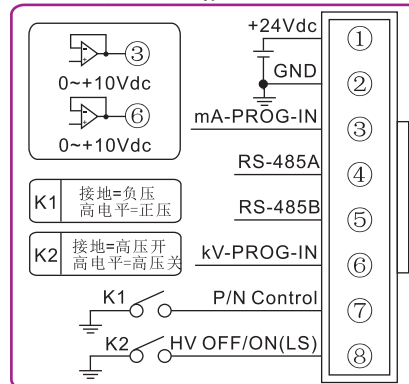 ③
0~+10Vdc
⑥
0~+10Vdc
K1 接地=负压
高电平=正压
K2 接地=高压开
高电平=高压关
+24Vdc ①
GND ②
mA-PROG-IN ③
RS-485A ④
RS-485B ⑤
kV-PROG-IN ⑥
K1 P/N Control ⑦
K2 HV OFF/ON(LS) ⑧